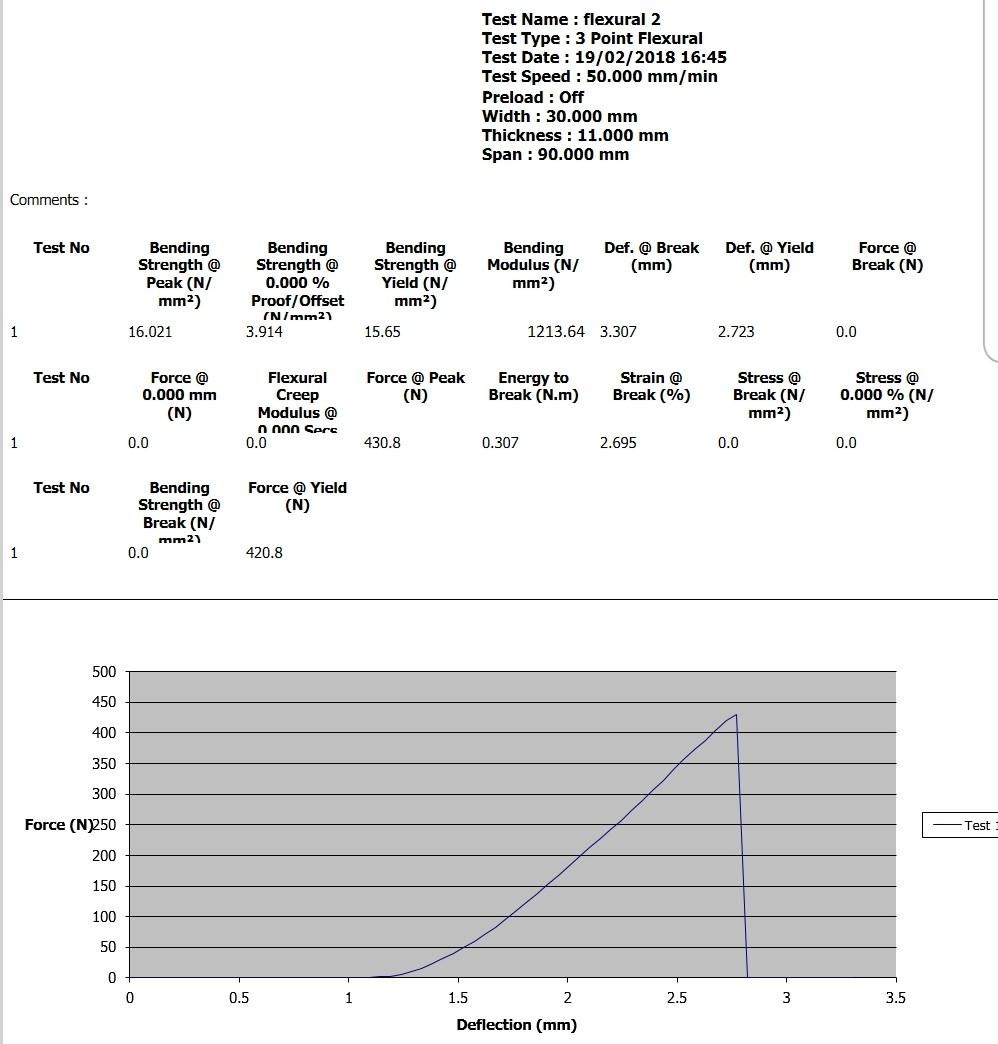 Test Name : flexural 2
Test Type : 3 Point Flexural
Test Date : 19/02/2018 16:45
Test Speed : 50.000 mm/min
Preload : Off
Width : 30.000 mm
Thickness : 11.000 mm
Span : 90.000 mm
Comments :
Test No Bending Strength @ Peak (N/mm²) Bending Strength @ 0.000 % Proof/Offset (N/mm²) Bending Strength @ Yield (N/mm²) Bending Modulus (N/mm²) Def. @ Break (mm) Def. @ Yield (mm) Force @ Break (N)
1 16.021 3.914 15.65 1213.64 3.307 2.723 0.0
Test No Force @ 0.000 mm (N) Flexural Creep Modulus @ 0.000 Secs Force @ Peak (N) Energy to Break (N.m) Strain @ Break (%) Stress @ Break (N/mm²) Stress @ 0.000 % (N/mm²)
1 0.0 0.0 430.8 0.307 2.695 0.0 0.0
Test No Bending Strength @ Break (N/mm²) Force @ Yield (N)
1 0.0 420.8
500
450
400
350
300
Force (N) 250
200
150
100
50
0
Test 1
0 0.5 1 1.5 2 2.5 3 3.5
Deflection (mm)